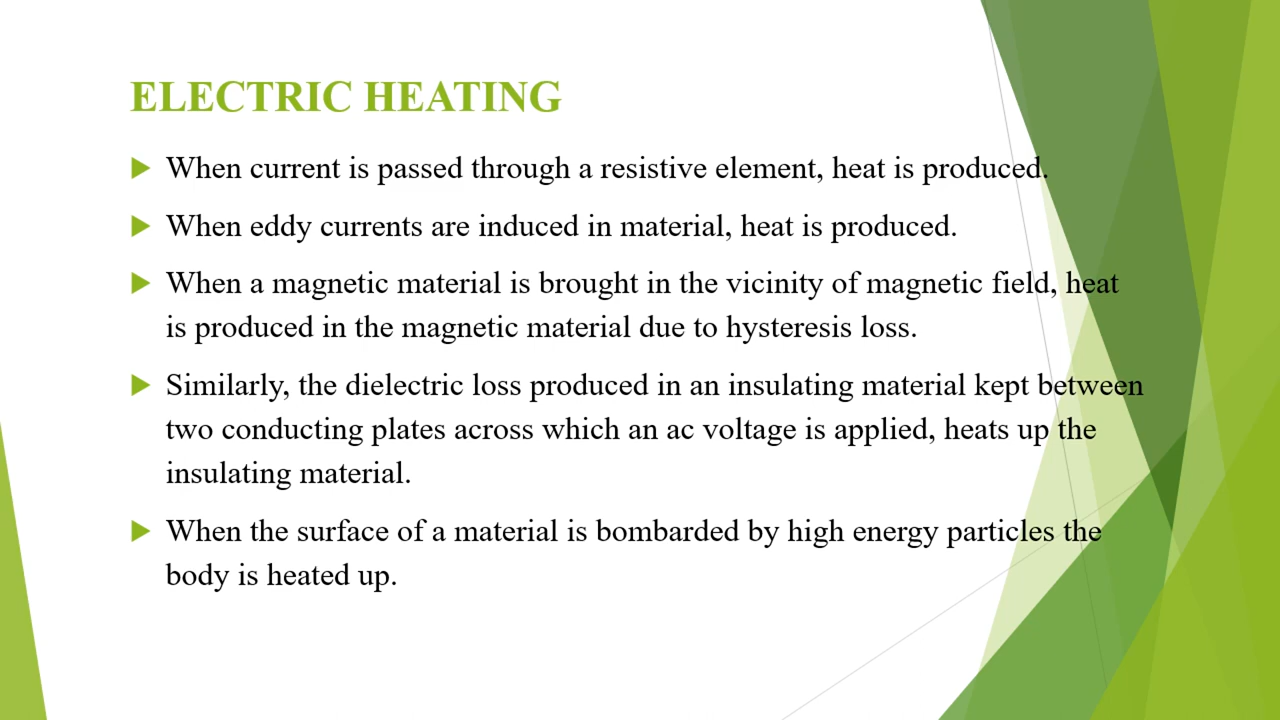 ELECTRIC HEATING
When current is passed through a resistive element, heat is produced.
When eddy currents are induced in material, heat is produced.
When a magnetic material is brought in the vicinity of magnetic field, heat
is produced in the magnetic material due to hysteresis loss.
Similarly, the dielectric loss produced in an insulating material kept between
two conducting plates across which an ac voltage is applied, heats up the
insulating material.
When the surface of a material is bombarded by high energy particles the
body is heated up.